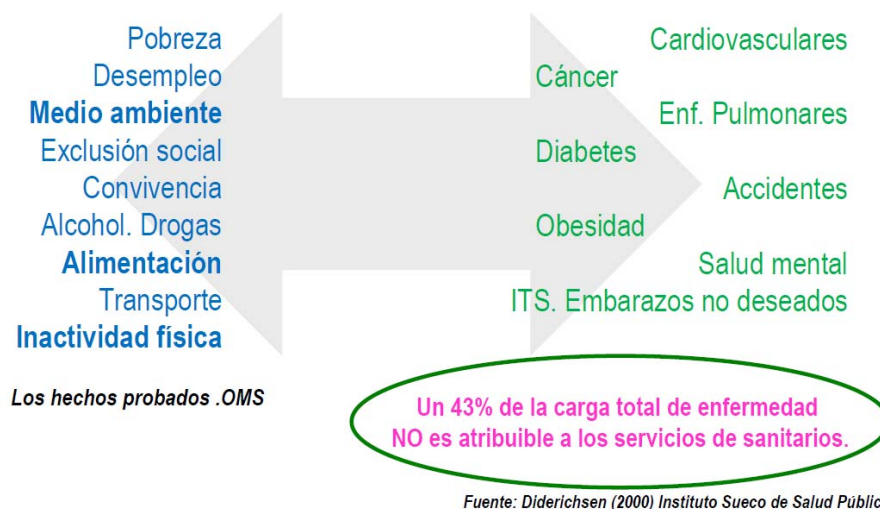 Pobreza
Desempleo
Medio ambiente
Exclusión social
Convivencia
Alcohol. Drogas
Alimentación
Transporte
Inactividad física
Los hechos probados .OMS
Cardiovasculares
Cáncer
Enf. Pulmonares
Diabetes
Accidentes
Obesidad
Salud mental
ITS. Embarazos no deseados
Un 43% de la carga total de enfermedad
NO es atribuible a los servicios de sanitarios.
Fuente: Diderichsen (2000) Instituto Sueco de Salud Públic